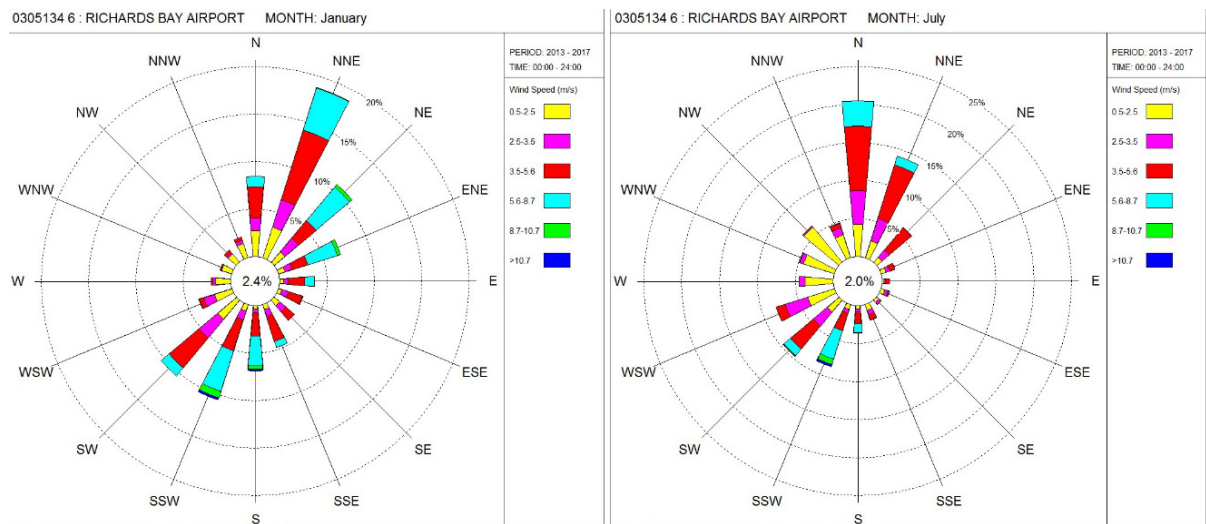 0305134 6 : RICHARDS BAY AIRPORT MONTH: January
PERIOD: 2013 - 2017
TIME: 00:00 - 24:00
Wind Speed (m/s)
0.5-2.5
2.5-3.5
3.5-5.6
5.6-8.7
8.7-10.7
>10.7
N
NNE
NE
ENE
E
ESE
SE
SSE
S
SSW
SW
WSW
W
WNW
NW
NNW
20%
15%
10%
5%
2.4%
0305134 6 : RICHARDS BAY AIRPORT MONTH: July
PERIOD: 2013 - 2017
TIME: 00:00 - 24:00
Wind Speed (m/s)
0.5-2.5
2.5-3.5
3.5-5.6
5.6-8.7
8.7-10.7
>10.7
N
NNE
NE
ENE
E
ESE
SE
SSE
S
SSW
SW
WSW
W
WNW
NW
NNW
25%
20%
15%
10%
5%
2.0%